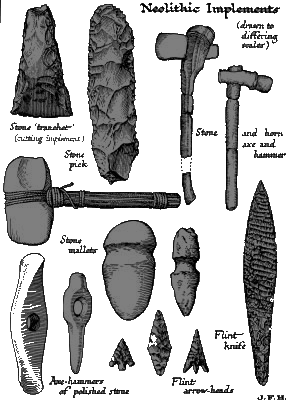 Neolithic Implements
(drawn to
differing
scales)
Stone 'tranchet'
(cutting implement)
Stone
pick
Stone
and horn
axe and
hammer
Stone
mallets
Flint
knife
Axe-hammers
of polished stone
Flint
arrow-heads
J.F.H.